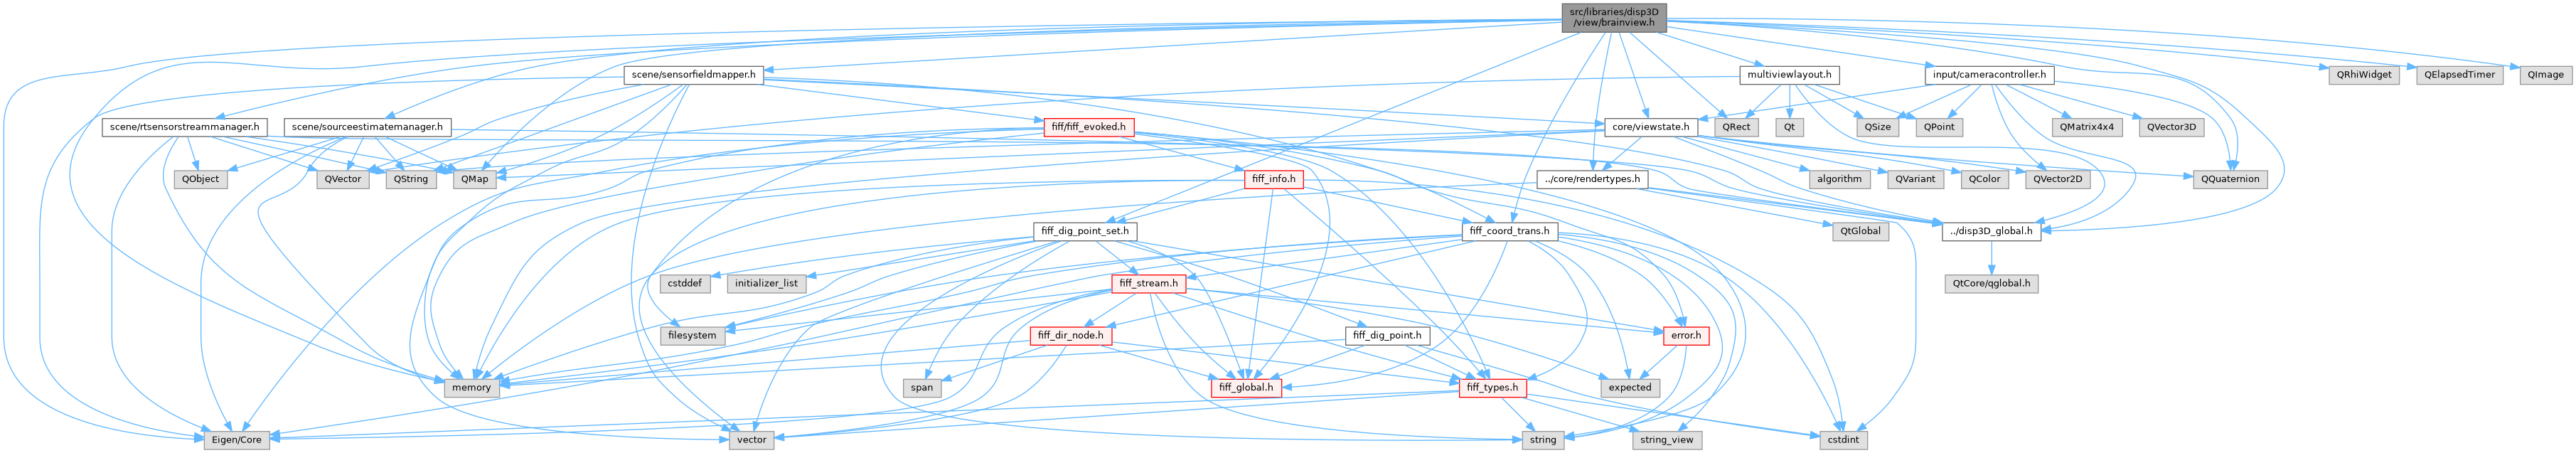 src/libraries/disp3D
/view/brainview.h
scene/sensorfieldmapper.h
multiviewlayout.h
input/cameracontroller.h
QRhiWidget
QElapsedTimer
QImage
scene/rtsensorstreammanager.h
scene/sourceestimatemanager.h
fiff/fiff_evoked.h
core/viewstate.h
QRect
Qt
QSize
QPoint
QMatrix4x4
QVector3D
QObject
QVector
QString
QMap
fiff_info.h
../core/rendertypes.h
algorithm
QVariant
QColor
QVector2D
QQuaternion
fiff_dig_point_set.h
fiff_coord_trans.h
QtGlobal
../disp3D_global.h
cstddef
initializer_list
fiff_stream.h
QtCore/qglobal.h
filesystem
fiff_dir_node.h
fiff_dig_point.h
error.h
memory
span
fiff_global.h
fiff_types.h
expected
Eigen/Core
vector
string
string_view
cstdint